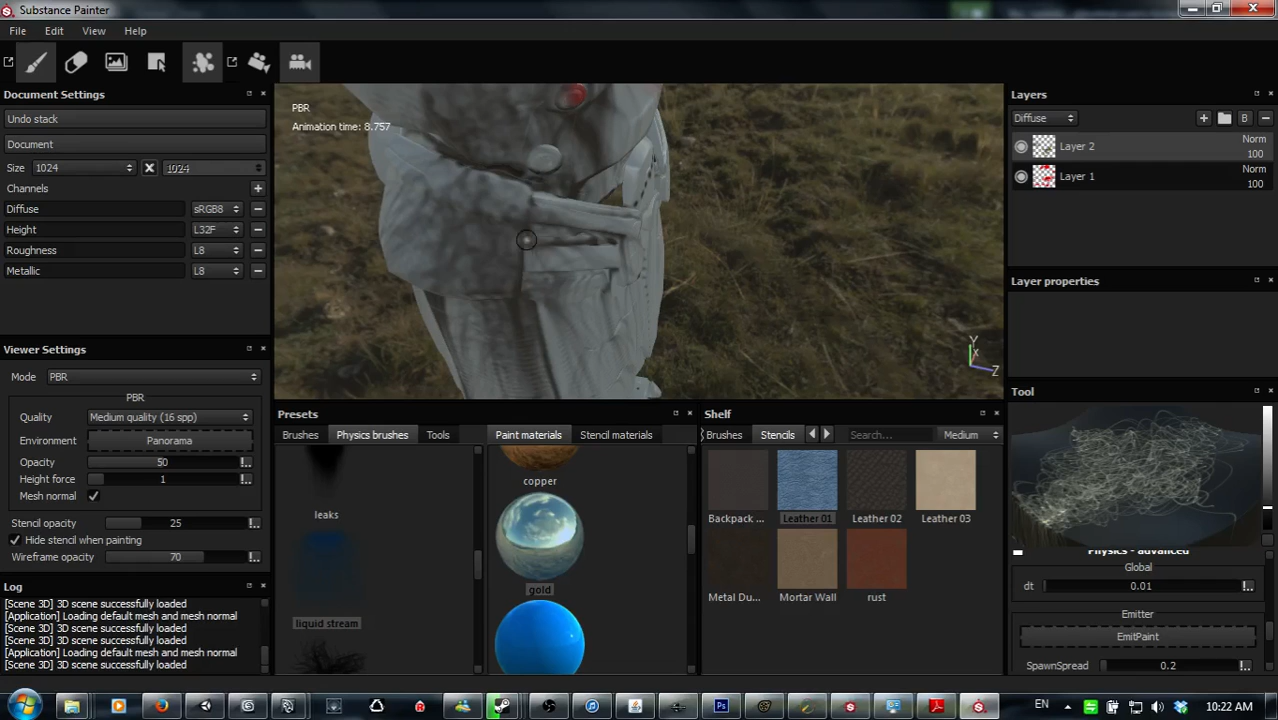 Substance Painter
File Edit View Help
Document Settings
Undo stack
Document
Size 1024 X 1024
Channels
Diffuse sRGB8
Height L32F
Roughness L8
Metallic L8
Viewer Settings
Mode PBR
PBR
Quality Medium quality (16 spp)
Environment Panorama
Opacity 50
Height force 1
Mesh normal
Stencil opacity 25
Hide stencil when painting
Wireframe opacity 70
Log
[Scene 3D] 3D scene successfully loaded
[Application] Loading default mesh and mesh normal
[Scene 3D] 3D scene successfully loaded
[Scene 3D] 3D scene successfully loaded
[Application] Loading default mesh and mesh normal
[Scene 3D] 3D scene successfully loaded
PBR
Animation time: 8.757
Y
X
Z
Presets
Brushes Physics brushes Tools
leaks
liquid stream
Paint materials Stencil materials
copper
gold
Shelf
Brushes Stencils Search... Medium
Backpack ... Leather 01 Leather 02 Leather 03
Metal Du... Mortar Wall rust
Layers
Diffuse B
Layer 2 Norm
100
Layer 1 Norm
100
Layer properties
Tool
Physics - advanced
Global
dt 0.01
Emitter
EmitPaint
SpawnSpread 0.2
Ps
EN 10:22 AM